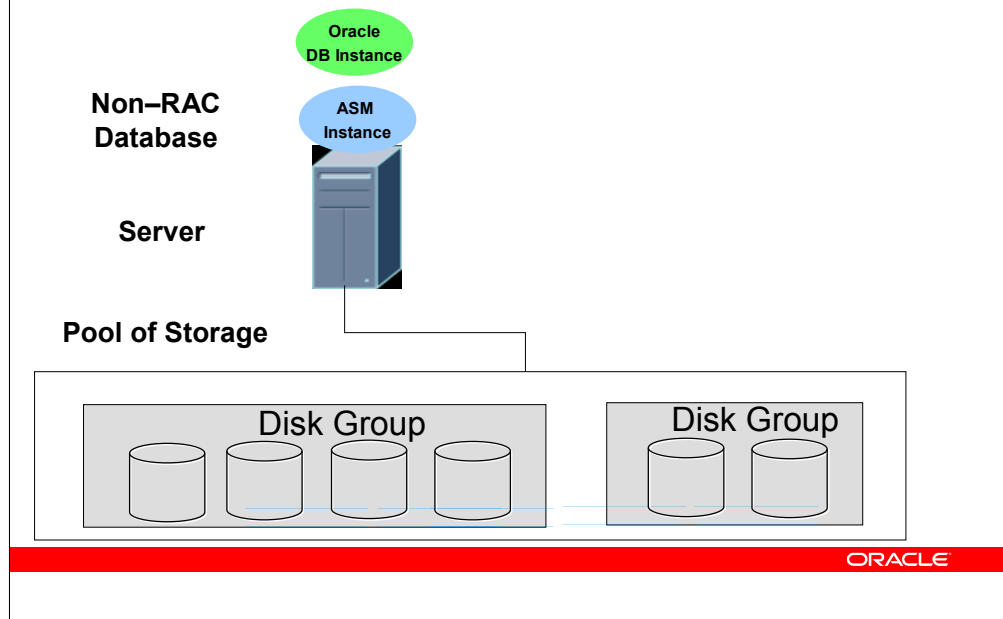 Oracle
DB Instance
Non–RAC
Database
ASM
Instance
Server
Pool of Storage
Disk Group
Disk Group
ORACLE